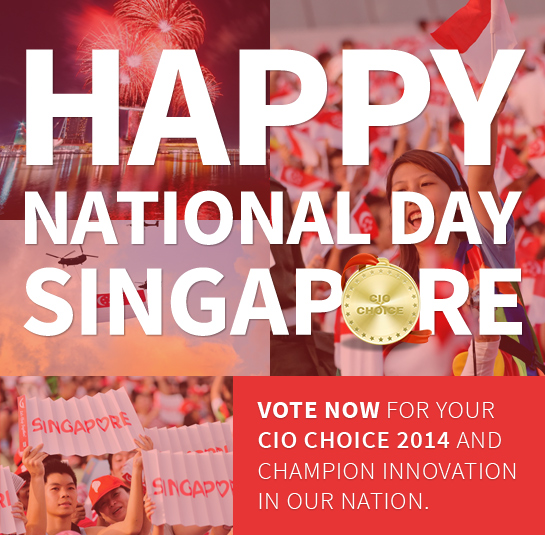 HAPPY
NATIONAL DAY
SINGAPORE
CIO
CHOICE
SINGAPORE
SINGAPO
VOTE NOW FOR YOUR
CIO CHOICE 2014 AND
CHAMPION INNOVATION
IN OUR NATION.